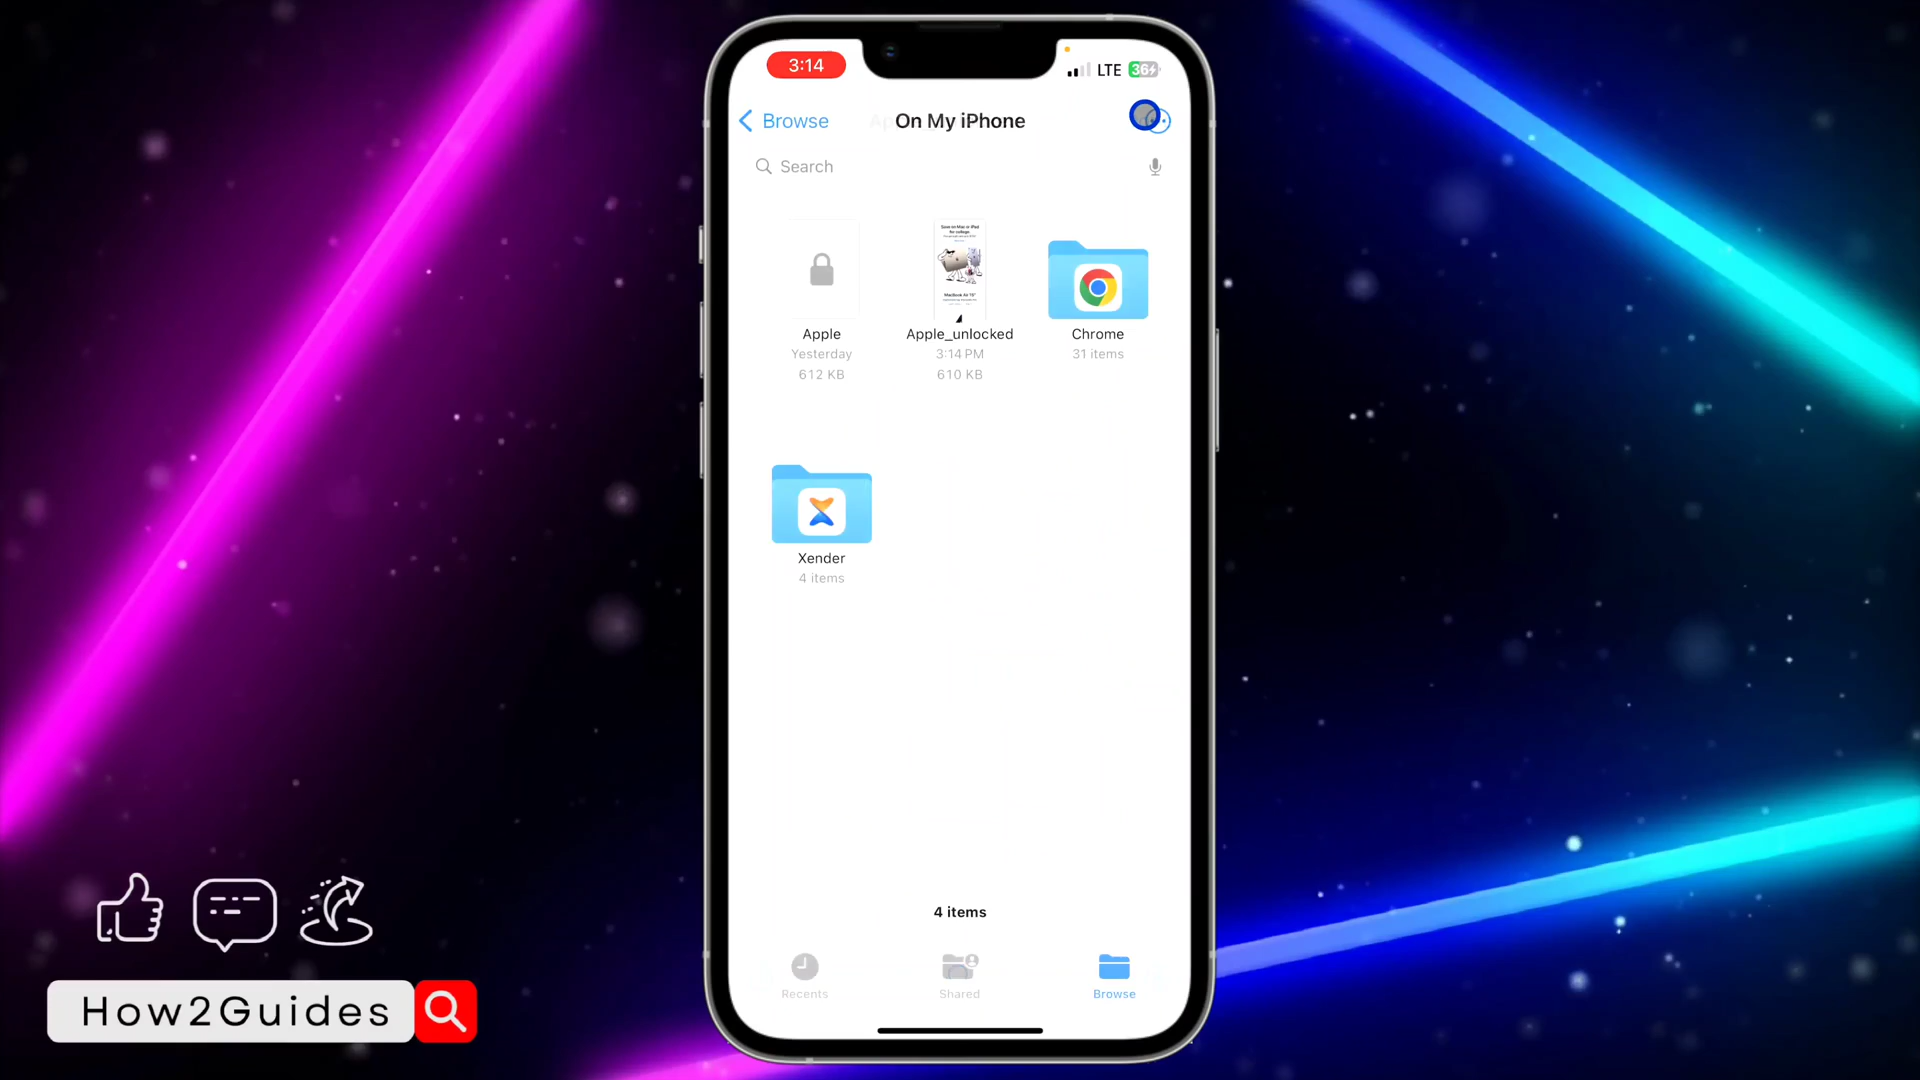 3:14
LTE 36
Browse
On My iPhone
Search
Apple
Yesterday
612 KB
Apple_unlocked
3:14 PM
610 KB
Chrome
31 items
Xender
4 items
4 items
Recents
Shared
Browse
How2Guides